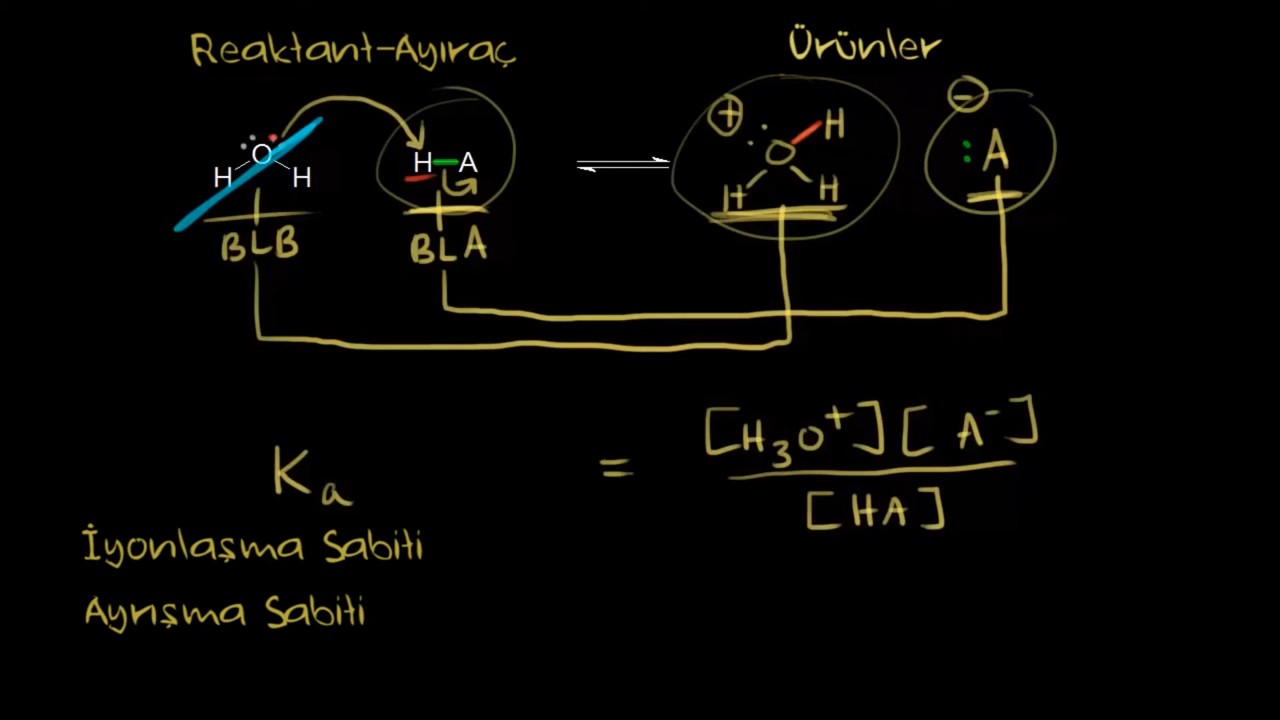 Reaktant-Ayıraç
Ürünler
H O H
H A
+ O H H H
- A
BLB
BLA
Ka = [H3O+][A-]
[HA]
İyonlaşma Sabiti
Ayrışma Sabiti